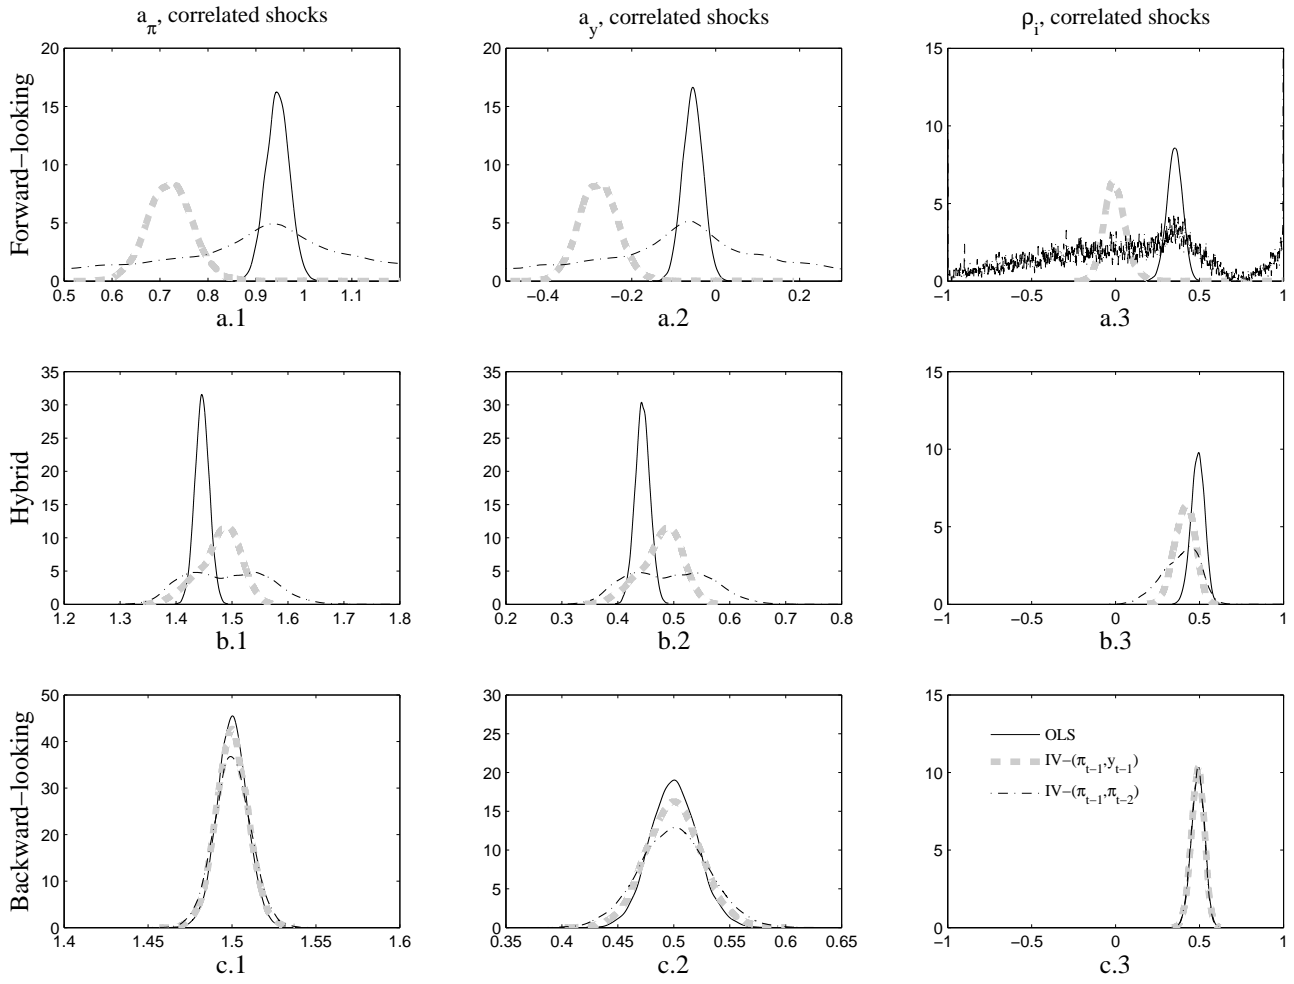 a_π, correlated shocks
a_y, correlated shocks
ρ_i, correlated shocks
Forward−looking
20
15
10
5
0
0.5 0.6 0.7 0.8 0.9 1 1.1
a.1
20
15
10
5
0
−0.4 −0.2 0 0.2
a.2
15
10
5
0
−1 −0.5 0 0.5 1
a.3
Hybrid
35
30
25
20
15
10
5
0
1.2 1.3 1.4 1.5 1.6 1.7 1.8
b.1
35
30
25
20
15
10
5
0
0.2 0.3 0.4 0.5 0.6 0.7 0.8
b.2
15
10
5
0
−1 −0.5 0 0.5 1
b.3
Backward−looking
50
40
30
20
10
0
1.4 1.45 1.5 1.55 1.6
c.1
30
25
20
15
10
5
0
0.35 0.4 0.45 0.5 0.55 0.6 0.65
c.2
15
10
5
0
OLS
IV−(π_t−1,y_t−1)
IV−(π_t−1,π_t−2)
−1 −0.5 0 0.5 1
c.3